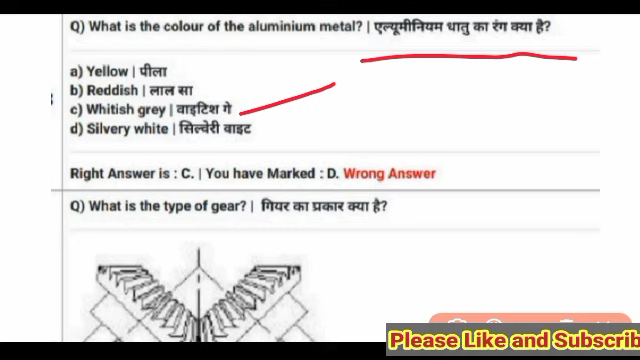 Q) What is the colour of the aluminium metal? | एल्यूमीनियम धातु का रंग क्या है?
a) Yellow | पीला
b) Reddish | लाल सा
c) Whitish grey | वाइटिश गे
d) Silvery white | सिल्वेरी वाइट
Right Answer is : C. | You have Marked : D. Wrong Answer
Q) What is the type of gear? | गियर का प्रकार क्या है?
Please Like and Subscrib